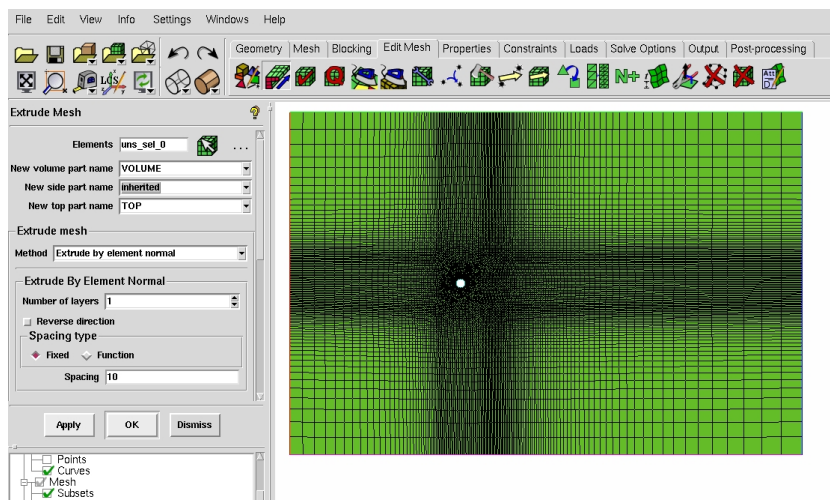 File Edit View Info Settings Windows Help
Geometry Mesh Blocking Edit Mesh Properties Constraints Loads Solve Options Output Post-processing
Extrude Mesh
Elements uns_sel_0 ...
New volume part name VOLUME
New side part name inherited
New top part name TOP
Extrude mesh
Method Extrude by element normal
Extrude By Element Normal
Number of layers 1
Reverse direction
Spacing type
Fixed Function
Spacing 10
Apply OK Dismiss
Points
Curves
Mesh
Subsets